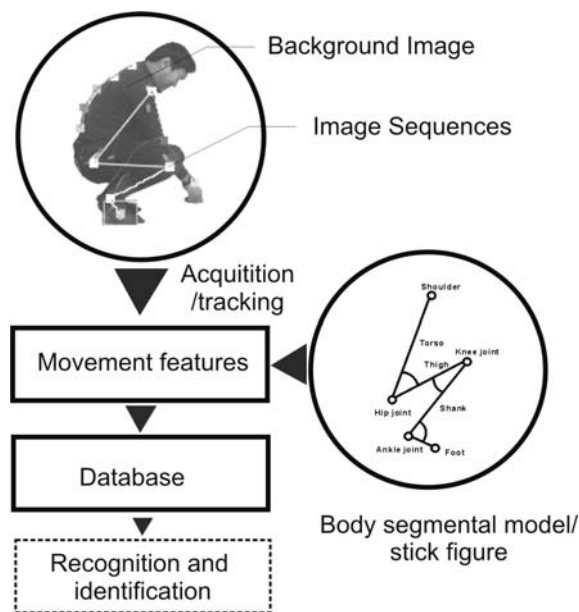 Background Image
Image Sequences
Acquitition
/tracking
Movement features
Database
Recognition and
identification
Shoulder
Torso
Knee joint
Thigh
Shank
Hip joint
Ankle joint
Foot
Body segmental model/
stick figure